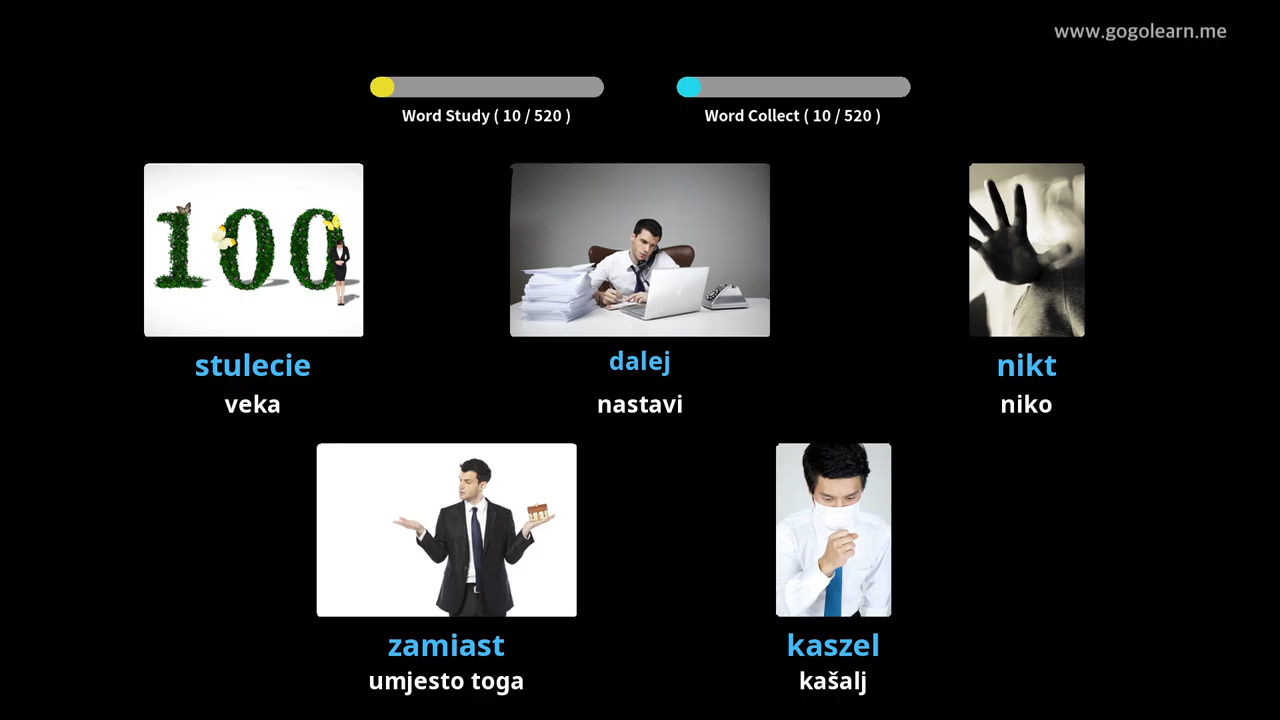 www.gogolearn.me
Word Study ( 10 / 520 )
Word Collect ( 10 / 520 )
100
stulecie
veka
dalej
nastavi
nikt
niko
zamiast
umjesto toga
kaszel
kašalj